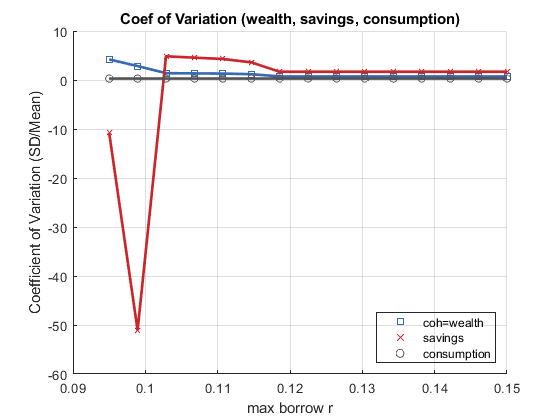 Coef of Variation (wealth, savings, consumption)
10
0
-10
-20
-30
-40
-50
-60
Coefficient of Variation (SD/Mean)
coh=wealth
savings
consumption
0.09 0.1 0.11 0.12 0.13 0.14 0.15
max borrow r